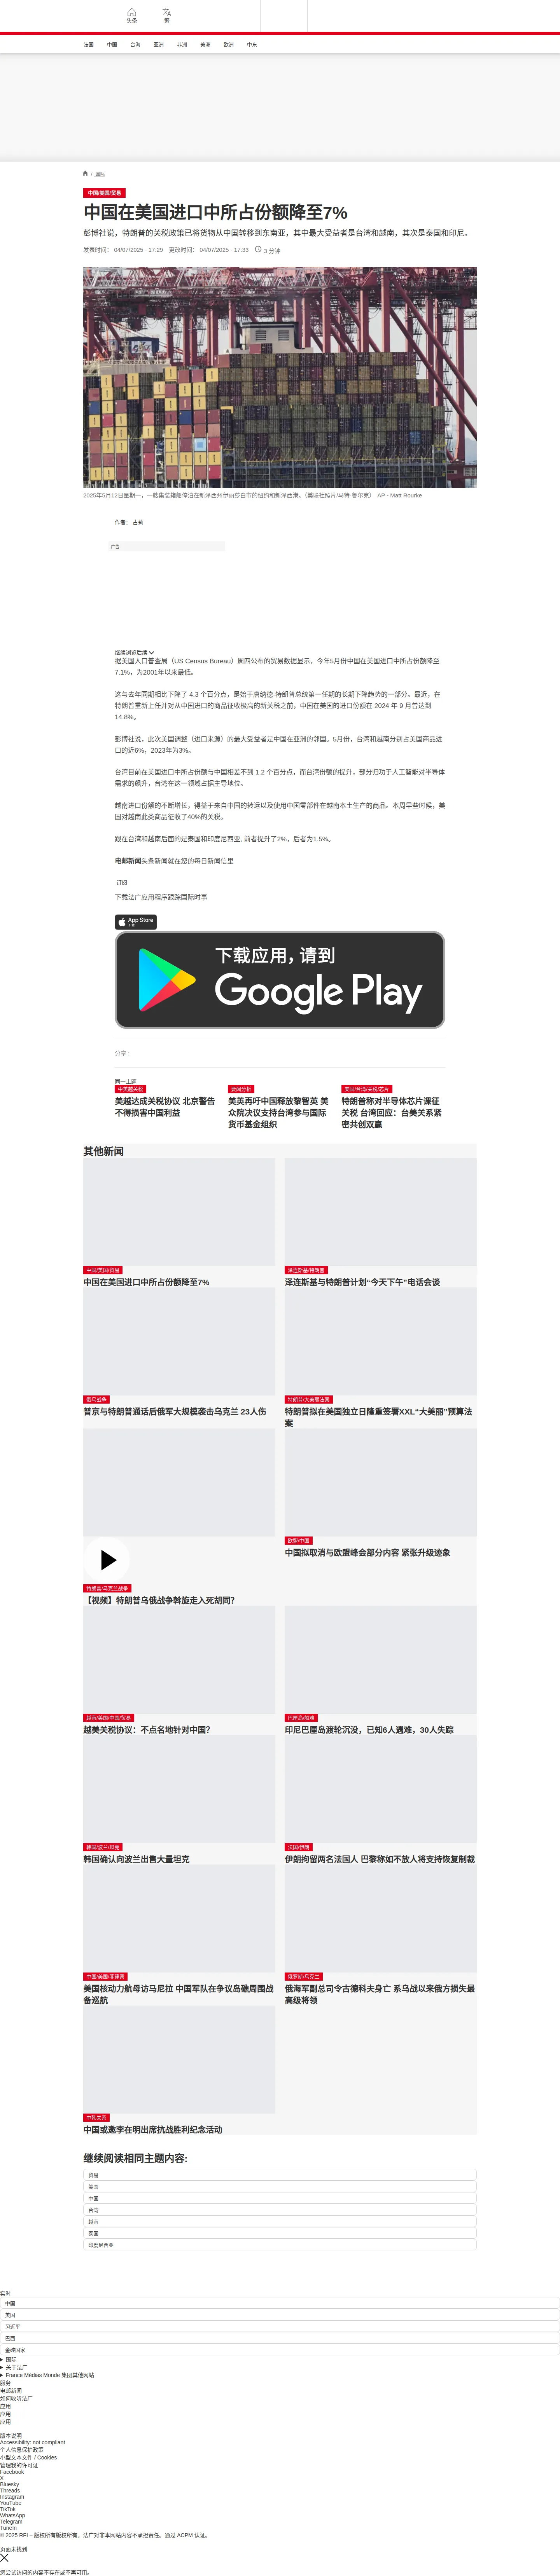 头条
繁
法国
中国
台海
亚洲
非洲
美洲
欧洲
中东
/ 国际
中国/美国/贸易
中国在美国进口中所占份额降至7%
彭博社说，特朗普的关税政策已将货物从中国转移到东南亚，其中最大受益者是台湾和越南，其次是泰国和印尼。
发表时间： 04/07/2025 - 17:29 更改时间： 04/07/2025 - 17:33 3 分钟
2025年5月12日星期一，一艘集装箱船停泊在新泽西州伊丽莎白市的纽约和新泽西港。（美联社照片/马特·鲁尔克） AP - Matt Rourke
作者： 古莉
广告
继续浏览后续
据美国人口普查局（US Census Bureau）周四公布的贸易数据显示，今年5月份中国在美国进口中所占份额降至
7.1%，为2001年以来最低。
这与去年同期相比下降了 4.3 个百分点，是始于唐纳德·特朗普总统第一任期的长期下降趋势的一部分。最近，在
特朗普重新上任并对从中国进口的商品征收极高的新关税之前，中国在美国的进口份额在 2024 年 9 月曾达到
14.8%。
彭博社说，此次美国调整（进口来源）的最大受益者是中国在亚洲的邻国。5月份，台湾和越南分别占美国商品进
口的近6%，2023年为3%。
台湾目前在美国进口中所占份额与中国相差不到 1.2 个百分点，而台湾份额的提升，部分归功于人工智能对半导体
需求的飙升，台湾在这一领域占据主导地位。
越南进口份额的不断增长，得益于来自中国的转运以及使用中国零部件在越南本土生产的商品。本周早些时候，美
国对越南此类商品征收了40%的关税。
跟在台湾和越南后面的是泰国和印度尼西亚, 前者提升了2%，后者为1.5%。
电邮新闻头条新闻就在您的每日新闻信里
订阅
下载法广应用程序跟踪国际时事
App Store
下载
下载应用，请到
Google Play
分享 :
同一主题
中美越关税
美越达成关税协议 北京警告
不得损害中国利益
要闻分析
美英再吁中国释放黎智英 美
众院决议支持台湾参与国际
货币基金组织
美国/台湾/关税/芯片
特朗普称对半导体芯片课征
关税 台湾回应：台美关系紧
密共创双赢
其他新闻
中国/美国/贸易
中国在美国进口中所占份额降至7%
泽连斯基/特朗普
泽连斯基与特朗普计划“今天下午”电话会谈
俄乌战争
普京与特朗普通话后俄军大规模袭击乌克兰 23人伤
特朗普/大美丽法案
特朗普拟在美国独立日隆重签署XXL“大美丽”预算法
案
特朗普/乌克兰战争
【视频】特朗普乌俄战争斡旋走入死胡同？
欧盟/中国
中国拟取消与欧盟峰会部分内容 紧张升级迹象
越南/美国/中国/贸易
越美关税协议：不点名地针对中国？
巴厘岛/船难
印尼巴厘岛渡轮沉没，已知6人遇难，30人失踪
韩国/波兰/坦克
韩国确认向波兰出售大量坦克
法国/伊朗
伊朗拘留两名法国人 巴黎称如不放人将支持恢复制裁
中国/美国/菲律宾
美国核动力航母访马尼拉 中国军队在争议岛礁周围战
备巡航
俄罗斯/乌克兰
俄海军副总司令古德科夫身亡 系乌战以来俄方损失最
高级将领
中韩关系
中国或邀李在明出席抗战胜利纪念活动
继续阅读相同主题内容:
贸易
美国
中国
台湾
越南
泰国
印度尼西亚
实时
中国
美国
习近平
巴西
金砖国家
国际
关于法广
France Médias Monde 集团其他网站
服务
电邮新闻
如何收听法广
应用
应用
应用
版本说明
Accessibility: not compliant
个人信息保护政策
小型文本文件 / Cookies
管理我的许可证
Facebook
X
Bluesky
Threads
Instagram
YouTube
TikTok
WhatsApp
Telegram
TuneIn
© 2025 RFI – 版权所有版权所有。法广对非本网站内容不承担责任。通过 ACPM 认证。
页面未找到
您尝试访问的内容不存在或不再可用。